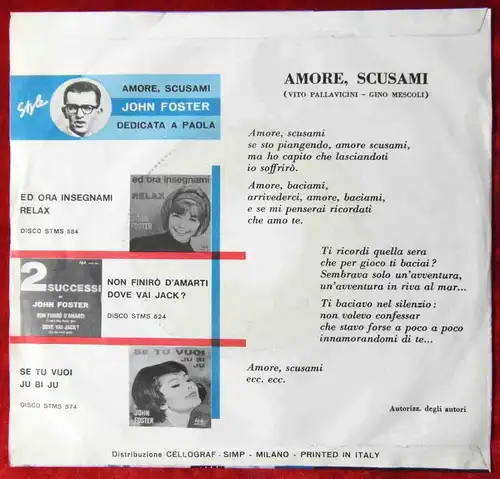 Style
AMORE, SCUSAMI
JOHN FOSTER
DEDICATA A PAOLA
ED ORA INSEGNAMI
RELAX
DISCO STMS 584
ed ora insegnami
RELAX
JOHN
FOSTER
2
SUCCESSI
JOHN FOSTER
NON FINIRÒ D'AMARTI
DOVE VAI JACK?
NON FINIRÒ D'AMARTI
DOVE VAI JACK?
DISCO STMS 524
SE TU VUOI
JU BI JU
DISCO STMS 574
SE TU VUOI
JU BI
JU
JOHN
FOSTER
AMORE, SCUSAMI
(VITO PALLAVICINI - GINO MESCOLI)
Amore, scusami
se sto piangendo, amore scusami,
ma ho capito che lasciandoti
io soffrirò.
Amore, baciami,
arrivederci, amore, baciami,
e se mi penserai ricordati
che amo te.
Ti ricordi quella sera
che per gioco ti baciai?
Sembrava solo un'avventura,
un'avventura in riva al mar...
Ti baciavo nel silenzio:
non volevo confessar
che stavo forse a poco a poco
innamorandomi di te...
Amore, scusami
ecc. ecc.
Autorizz. degli autori
Distribuzione CELLOGRAF - SIMP - MILANO - PRINTED IN ITALY